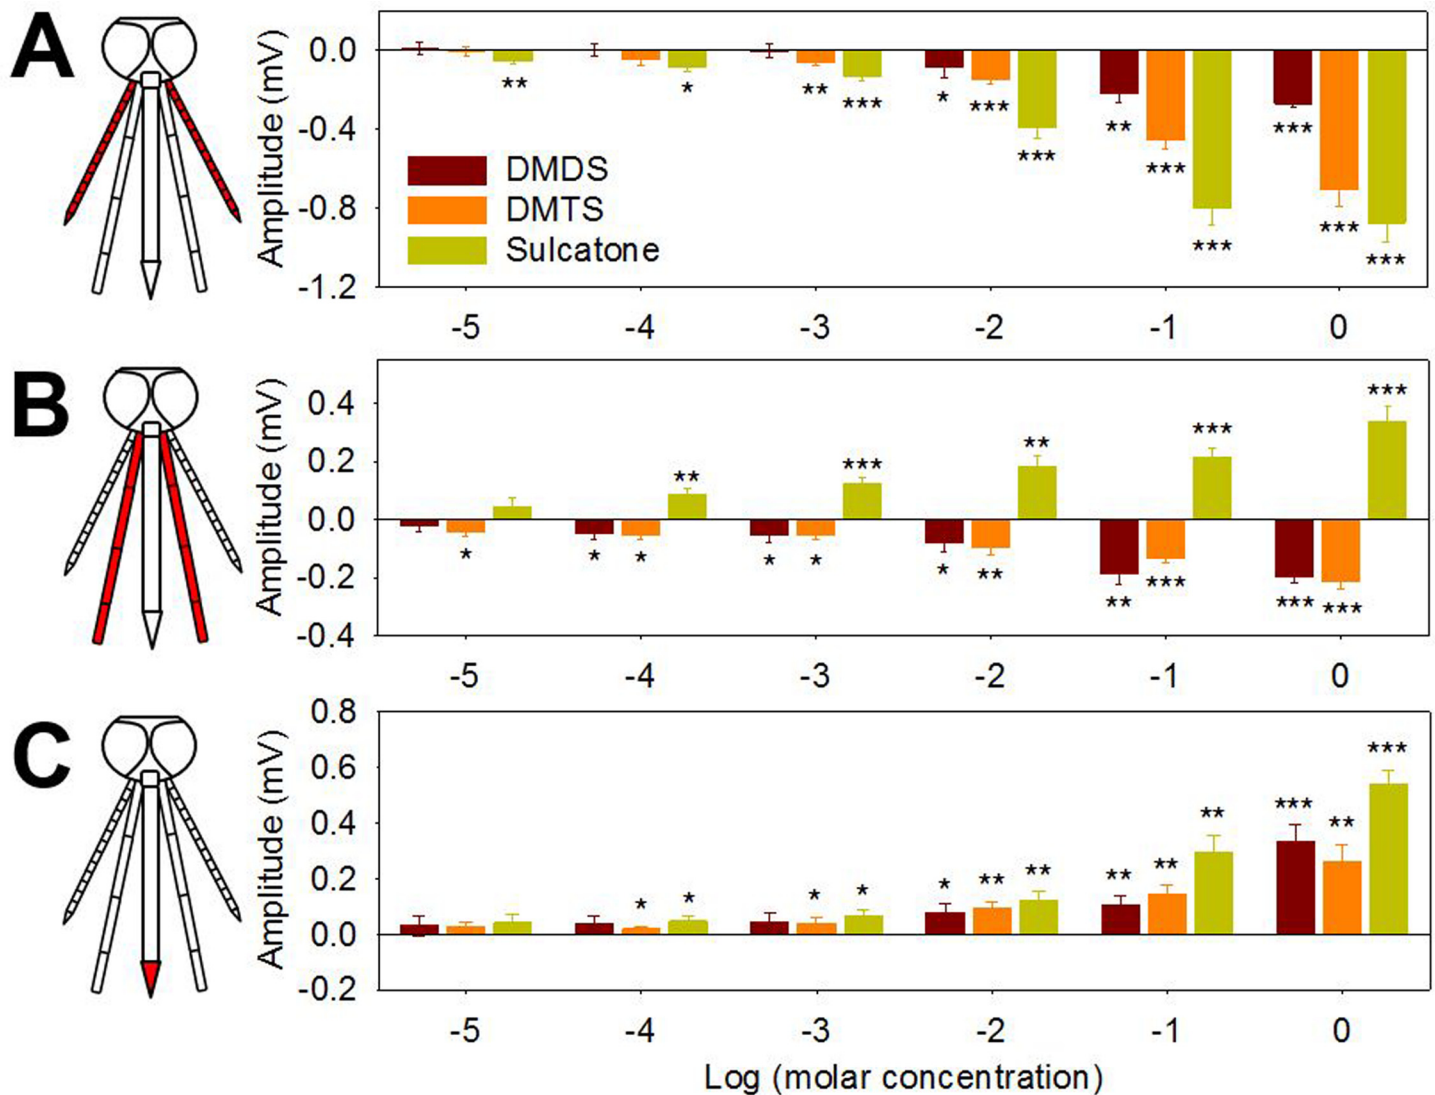 A
Amplitude (mV)
0.0
-0.4
-0.8
-1.2
DMDS
DMTS
Sulcatone
** * ** *** * *** *** ** *** *** *** *** ***
-5 -4 -3 -2 -1 0
B
Amplitude (mV)
0.4
0.2
0.0
-0.2
-0.4
** *** ** *** ***
* * * * * * ** ** *** *** ***
-5 -4 -3 -2 -1 0
C
Amplitude (mV)
0.8
0.6
0.4
0.2
0.0
-0.2
* * * * * ** ** ** ** ** *** ** ***
-5 -4 -3 -2 -1 0
Log (molar concentration)